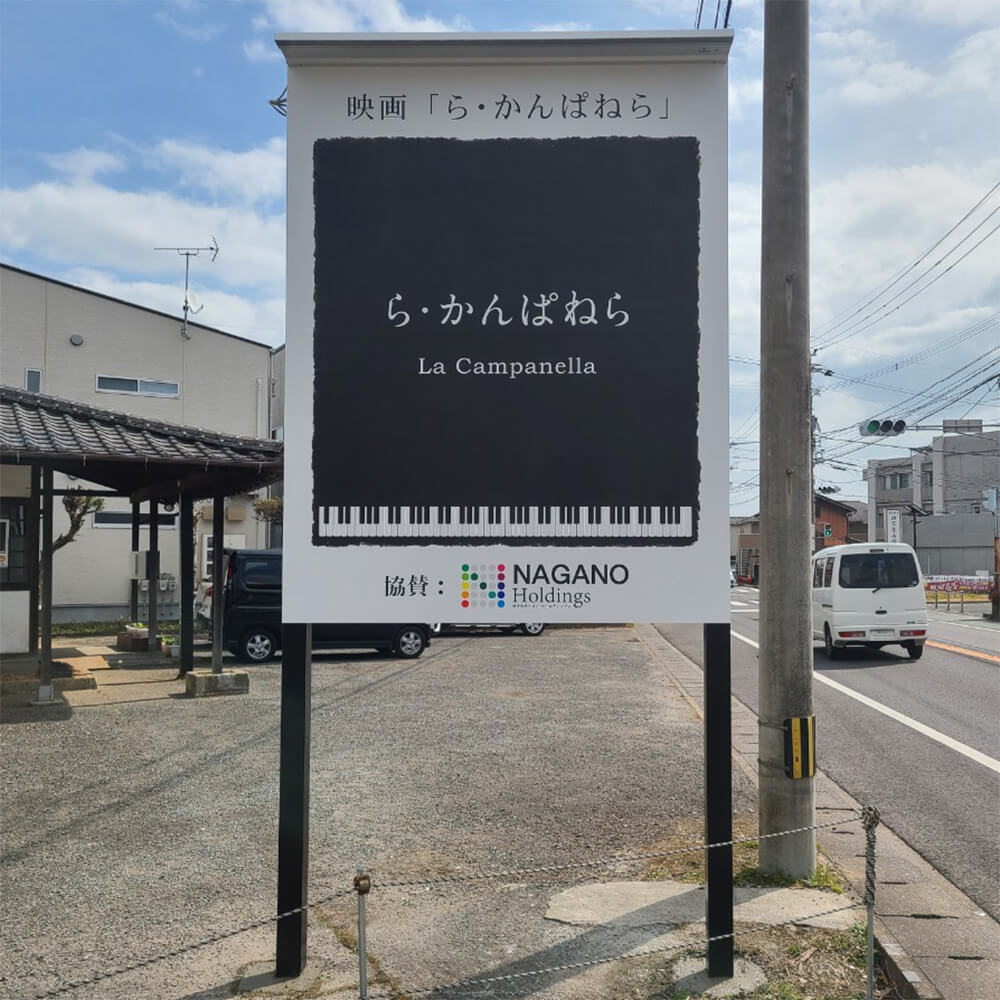 映画「ら・かんぱねら」
ら・かんぱねら
La Campanella
協賛：
NAGANO
Holdings